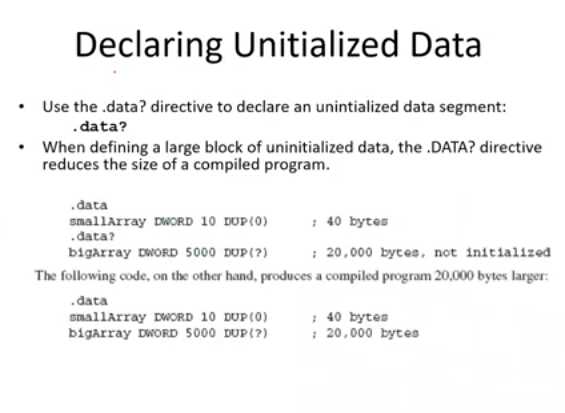 Declaring Unitialized Data
• Use the .data? directive to declare an unintialized data segment:
.data?
• When defining a large block of uninitialized data, the .DATA? directive
reduces the size of a compiled program.
.data
smallArray DWORD 10 DUP(0) ; 40 bytes
.data?
bigArray DWORD 5000 DUP(?) ; 20,000 bytes, not initialized
The following code, on the other hand, produces a compiled program 20,000 bytes larger:
.data
smallArray DWORD 10 DUP(0) ; 40 bytes
bigArray DWORD 5000 DUP(?) ; 20,000 bytes